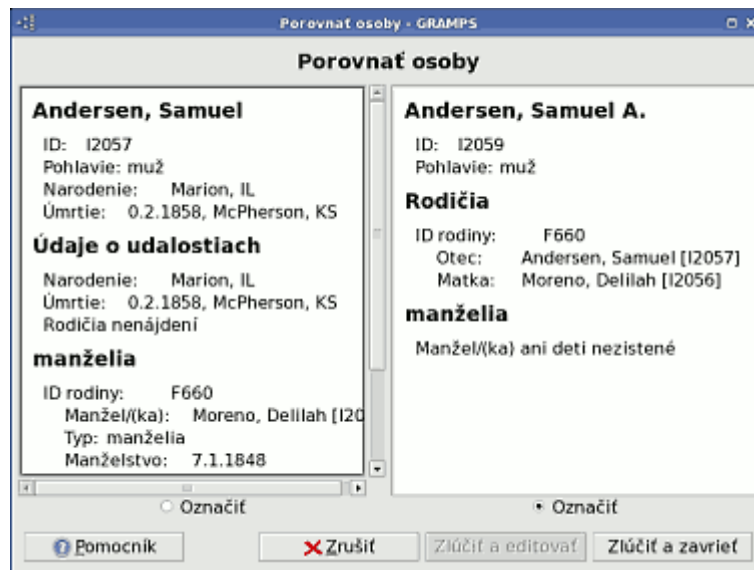 Porovnať osoby - GRAMPS
Porovnať osoby
Andersen, Samuel
ID: I2057
Pohlavie: muž
Narodenie: Marion, IL
Úmrtie: 0.2.1858, McPherson, KS
Údaje o udalostiach
Narodenie: Marion, IL
Úmrtie: 0.2.1858, McPherson, KS
Rodičia nenájdení
manželia
ID rodiny: F660
Manžel/(ka): Moreno, Delilah [I20
Typ: manželia
Manželstvo: 7.1.1848
Označiť
Andersen, Samuel A.
ID: I2059
Pohlavie: muž
Rodičia
ID rodiny: F660
Otec: Andersen, Samuel [I2057]
Matka: Moreno, Delilah [I2056]
manželia
Manžel/(ka) ani deti nezistené
Označiť
Pomocník
Zrušiť
Zlúčiť a editovať
Zlúčiť a zavrieť